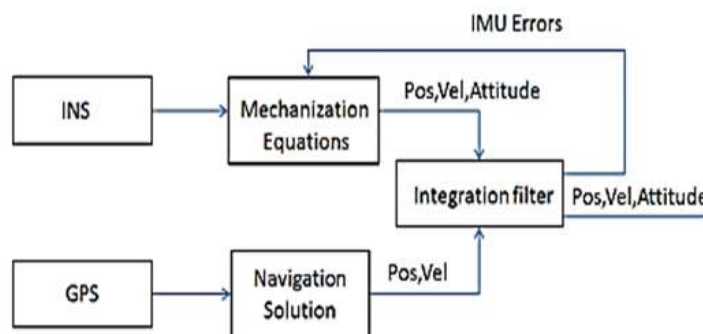 IMU Errors
INS
Mechanization
Equations
Pos,Vel,Attitude
Integration filter
Pos,Vel,Attitude
GPS
Navigation
Solution
Pos,Vel